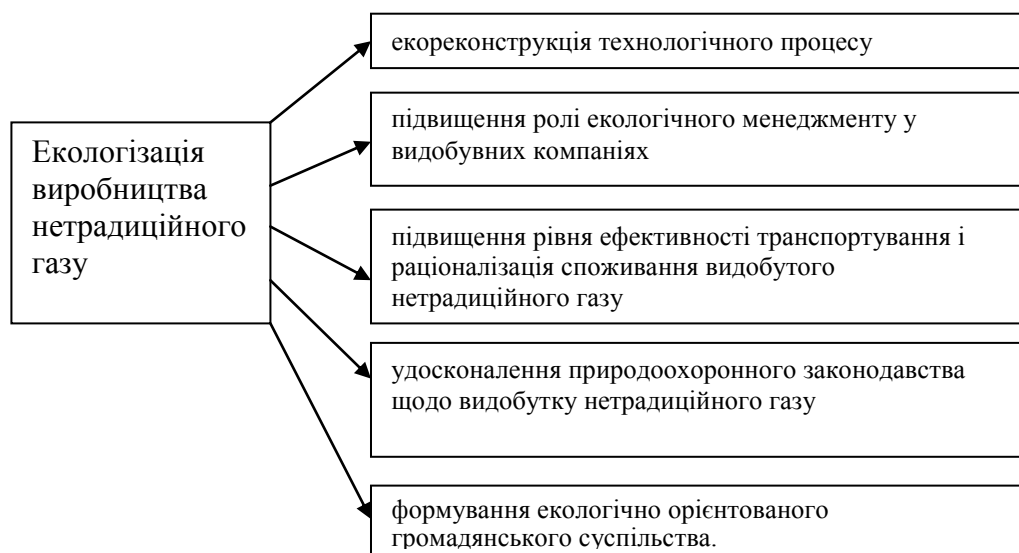 Екологізація
виробництва
нетрадиційного
газу
екореконструкція технологічного процесу
підвищення ролі екологічного менеджменту у
видобувних компаніях
підвищення рівня ефективності транспортування і
раціоналізація споживання видобутого
нетрадиційного газу
удосконалення природоохоронного законодавства
щодо видобутку нетрадиційного газу
формування екологічно орієнтованого
громадянського суспільства.